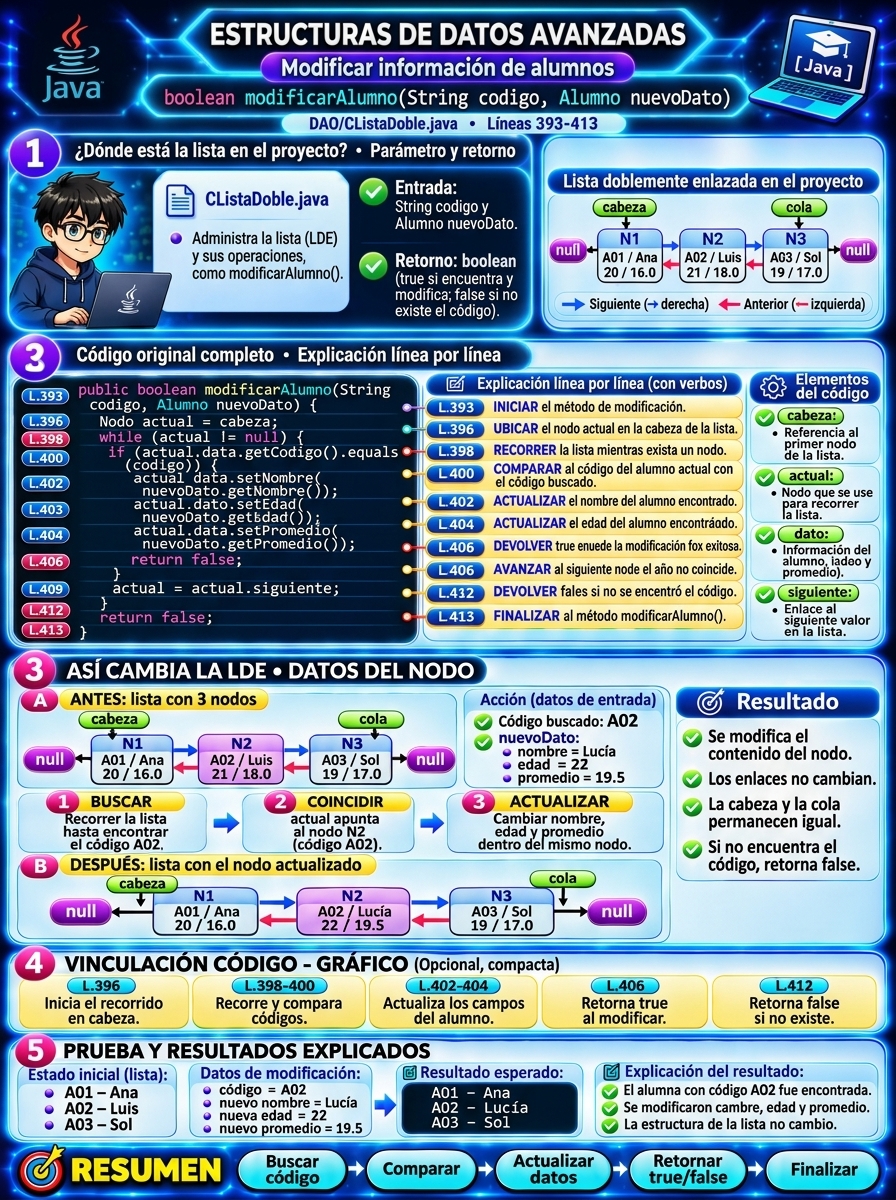 ESTRUCTURAS DE DATOS AVANZADAS
Modificar información de alumnos
boolean modificarAlumno(String codigo, Alumno nuevoDato)
DAO/CListaDoble.java • Líneas 393-413
Java
[ Java ]
1 ¿Dónde está la lista en el proyecto? • Parámetro y retorno
CListaDoble.java
Administra la lista (LDE)
y sus operaciones,
como modificarAlumno().
Entrada:
String codigo y
Alumno nuevoDato.
Retorno: boolean
(true si encuentra y
modifica; false si no
existe el código).
Lista doblemente enlazada en el proyecto
cabeza
cola
null
N1
A01 / Ana
20 / 16.0
N2
A02 / Luis
21 / 18.0
N3
A03 / Sol
19 / 17.0
null
Siguiente (→ derecha)
Anterior (← izquierda)
3 Código original completo • Explicación línea por línea
L.393
L.396
L.398
L.400
L.402
L.403
L.404
L.406
L.409
L.412
L.413
public boolean modificarAlumno(String
codigo, Alumno nuevoDato) {
Nodo actual = cabeza;
while (actual != null) {
if (actual.data.getCodigo().equals
(codigo)) {
actual data.setNombre(
nuevoDato.getNombre());
actual.data.setEdad(
nuevoDato.getEdad());
actual.data.setPromedio(
nuevoDato.getPromedio());
return false;
}
actual = actual.siguiente;
}
return false;
}
Explicación línea por línea (con verbos)
L.393 INICIAR el método de modificación.
L.396 UBICAR el nodo actual en la cabeza de la lista.
L.398 RECORRER la lista mientras exista un nodo.
L.400 COMPARAR al código del alumno actual con
el código buscado.
L.402 ACTUALIZAR el nombre del alumno encontrado.
L.404 ACTUALIZAR el edad del alumno encontráodo.
L.406 DEVOLVER true enuede la modificación fox exitosa.
L.406 AVANZAR al siguiente node el año no coincide.
L.412 DEVOLVER fales si no se encentró el código.
L.413 FINALIZAR al método modificarAlumno().
Elementos
del código
cabeza:
• Referencia al
primer nodo
de la lista.
actual:
• Nodo que se use
para recorrer
la lista.
dato:
• Información del
alumno, iadeo y
promedio).
siguiente:
• Enlace al
siguiente valor
en la lista.
3 ASÍ CAMBIA LA LDE • DATOS DEL NODO
A ANTES: lista con 3 nodos
cabeza
cola
null
N1
A01 / Ana
20 / 16.0
N2
A02 / Luis
21 / 18.0
N3
A03 / Sol
19 / 17.0
null
Acción (datos de entrada)
Código buscado: A02
nuevoDato:
nombre = Lucía
edad = 22
promedio = 19.5
Resultado
Se modifica el
contenido del nodo.
Los enlaces no cambian.
La cabeza y la cola
permanecen igual.
Si no encuentra el
código, retorna false.
1 BUSCAR
Recorrer la lista
hasta encontrar
el código A02.
2 COINCIDIR
actual apunta
al nodo N2
(código A02).
3 ACTUALIZAR
Cambiar nombre,
edad y promedio
dentro del mismo nodo.
B DESPUÉS: lista con el nodo actualizado
cabeza
cola
null
N1
A01 / Ana
20 / 16.0
N2
A02 / Lucía
22 / 19.5
N3
A03 / Sol
19 / 17.0
null
4 VINCULACIÓN CÓDIGO – GRÁFICO (Opcional, compacta)
L.396
Inicia el recorrido
en cabeza.
L.398-400
Recorre y compara
códigos.
L.402-404
Actualiza los campos
del alumno.
L.406
Retorna true
al modificar.
L.412
Retorna false
si no existe.
5 PRUEBA Y RESULTADOS EXPLICADOS
Estado inicial (lista):
A01 – Ana
A02 – Luis
A03 – Sol
Datos de modificación:
código = A02
nuevo nombre = Lucía
nueva edad = 22
nuevo promedio = 19.5
Resultado esperado:
A01 – Ana
A02 – Lucía
A03 – Sol
Explicación del resultado:
El alumna con código A02 fue encontrada.
Se modificaron cambre, edad y promedio.
La estructura de la lista no cambio.
RESUMEN
Buscar
código
Comparar
Actualizar
datos
Retornar
true/false
Finalizar